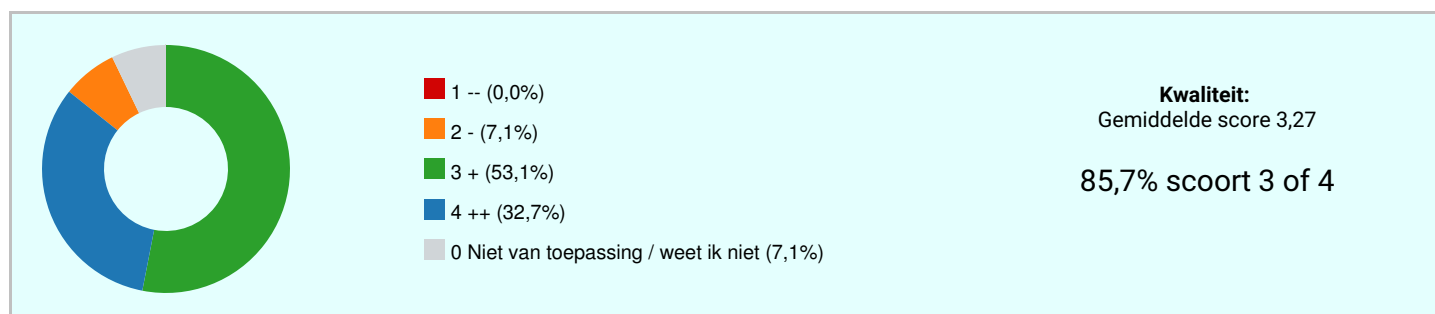 1 -- (0,0%)
2 - (7,1%)
3 + (53,1%)
4 ++ (32,7%)
0 Niet van toepassing / weet ik niet (7,1%)
Kwaliteit:
Gemiddelde score 3,27
85,7% scoort 3 of 4